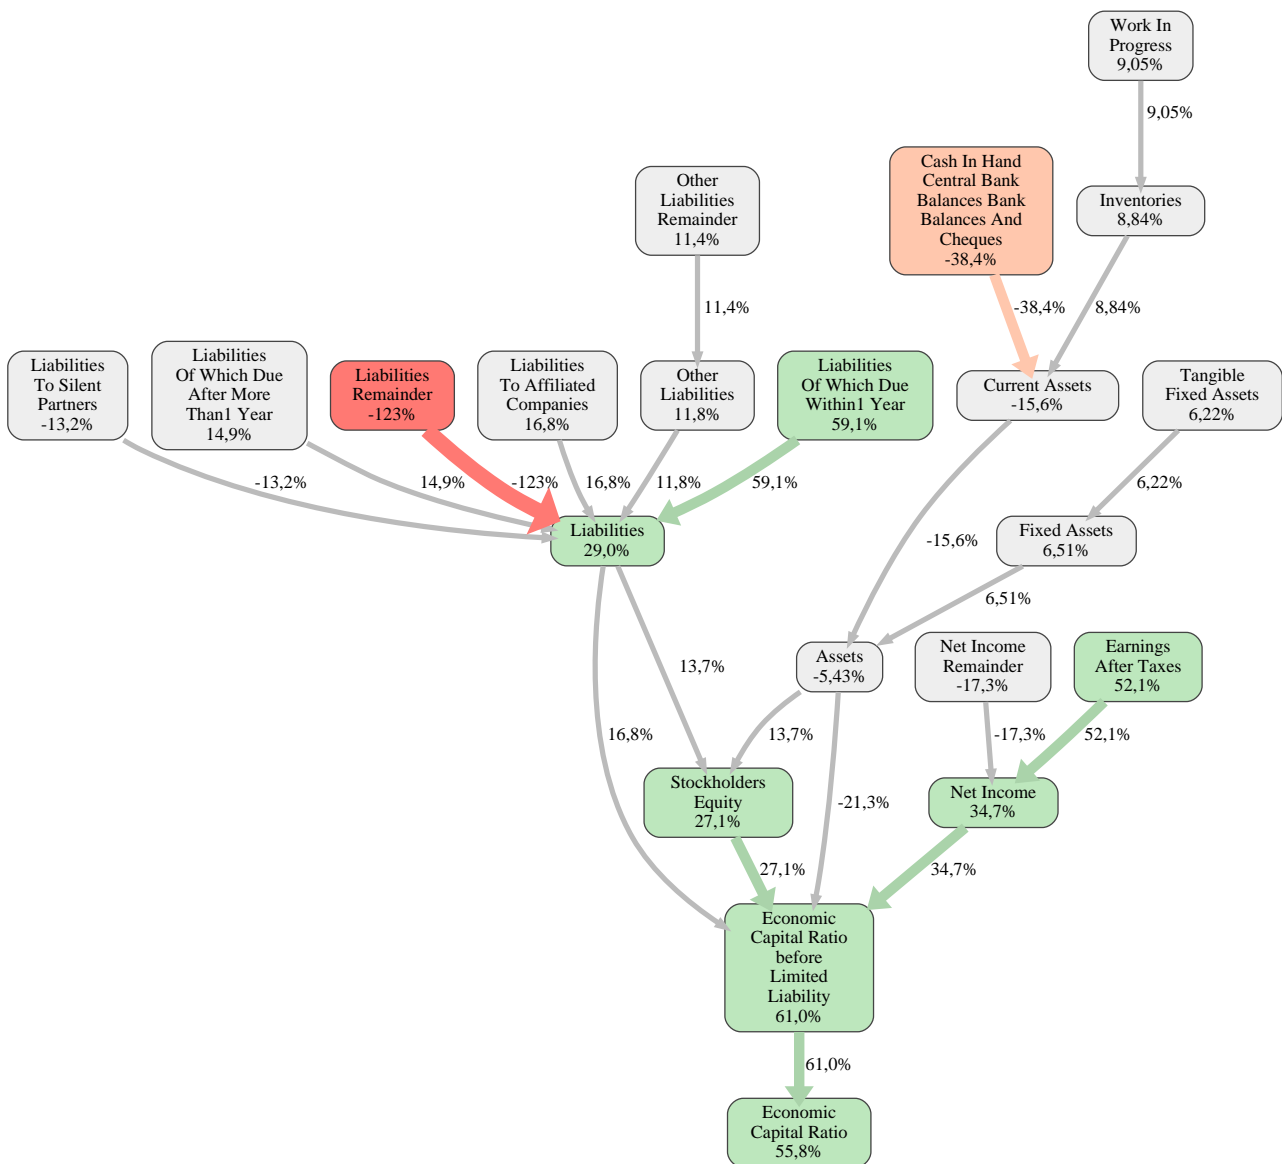 Work In
Progress
9,05%
9,05%
Cash In Hand
Central Bank
Balances Bank
Balances And
Cheques
-38,4%
Other
Liabilities
Remainder
11,4%
Inventories
8,84%
11,4%
-38,4%
8,84%
Liabilities
To Silent
Partners
-13,2%
Liabilities
Of Which Due
After More
Than1 Year
14,9%
Liabilities
Remainder
-123%
Liabilities
To Affiliated
Companies
16,8%
Other
Liabilities
11,8%
Liabilities
Of Which Due
Within1 Year
59,1%
Current Assets
-15,6%
Tangible
Fixed Assets
6,22%
-13,2%
14,9%
-123%
16,8%
11,8%
59,1%
6,22%
Liabilities
29,0%
-15,6%
Fixed Assets
6,51%
6,51%
13,7%
Assets
-5,43%
Net Income
Remainder
-17,3%
Earnings
After Taxes
52,1%
16,8%
13,7%
-17,3%
52,1%
Stockholders
Equity
27,1%
-21,3%
Net Income
34,7%
27,1%
34,7%
Economic
Capital Ratio
before
Limited
Liability
61,0%
61,0%
Economic
Capital Ratio
55,8%